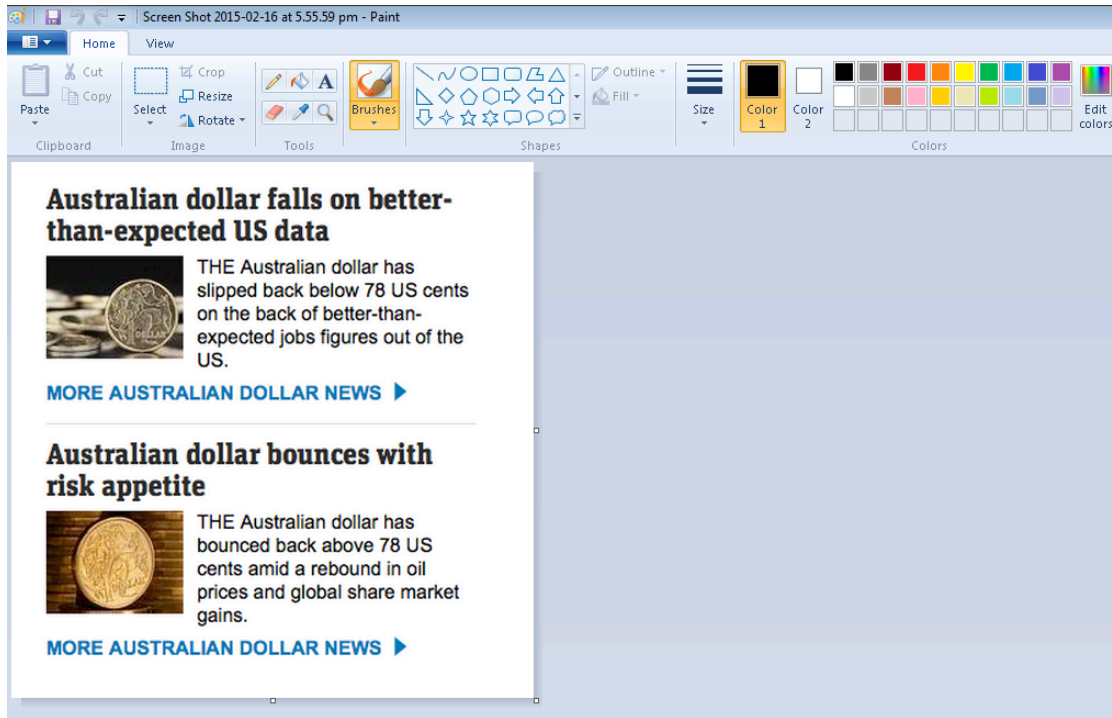 Screen Shot 2015-02-16 at 5.55.59 pm - Paint
Home View
Paste
Cut
Copy
Clipboard
Select
Crop
Resize
Rotate
Image
A
Tools
Brushes
Outline
Fill
Shapes
Size
Color
1
Color
2
Edit
colors
Colors
Australian dollar falls on better-
than-expected US data
THE Australian dollar has
slipped back below 78 US cents
on the back of better-than-
expected jobs figures out of the
US.
MORE AUSTRALIAN DOLLAR NEWS
Australian dollar bounces with
risk appetite
THE Australian dollar has
bounced back above 78 US
cents amid a rebound in oil
prices and global share market
gains.
MORE AUSTRALIAN DOLLAR NEWS